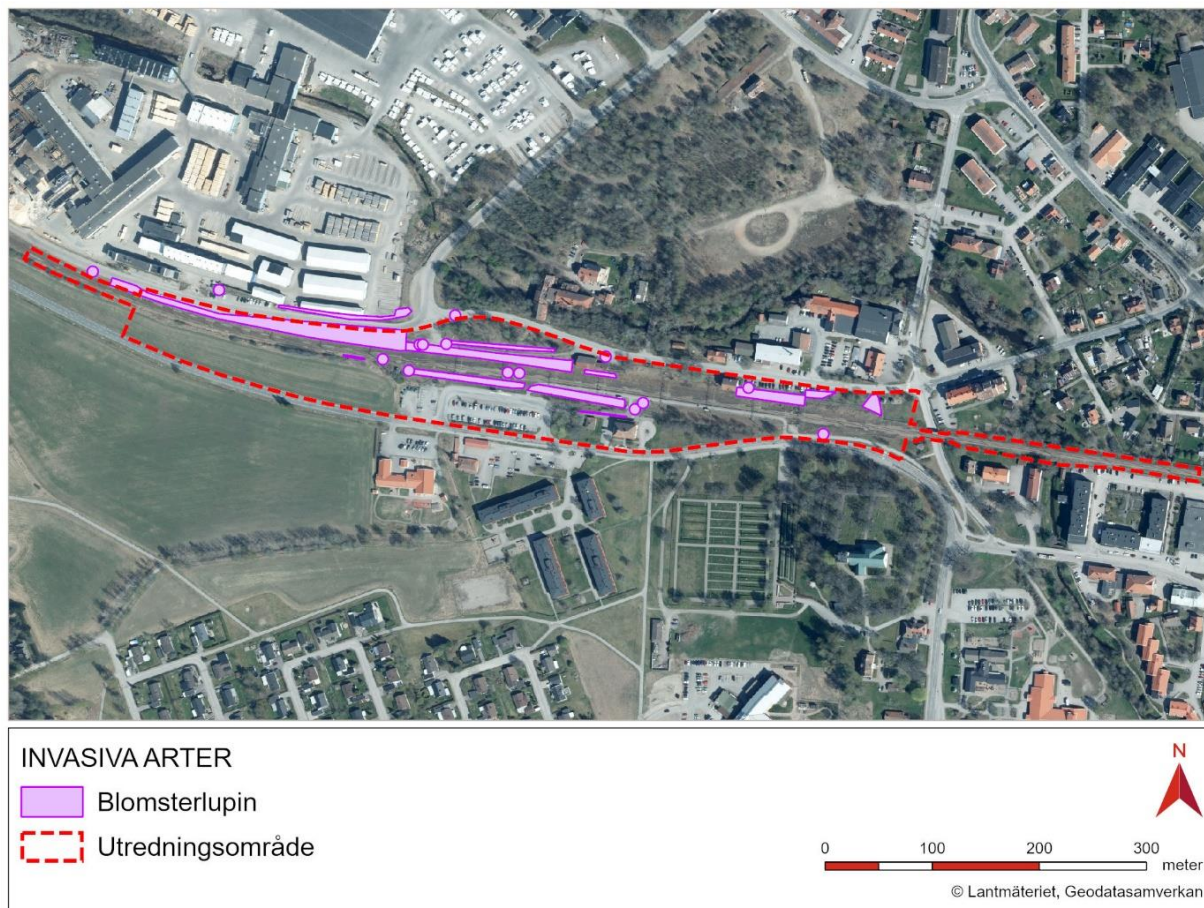 INVASIVA ARTER
Blomsterlupin
Utredningsområde
N
0 100 200 300
meter
© Lantmäteriet, Geodatasamverkan